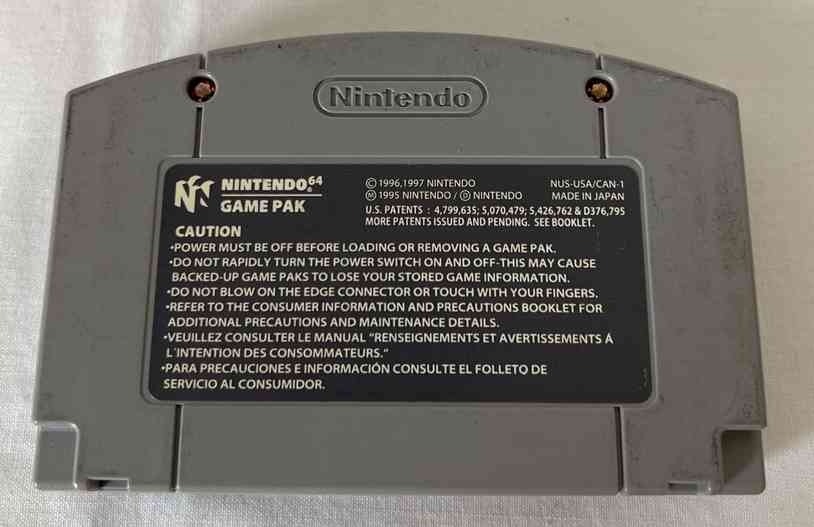 Nintendo
NINTENDO®64
GAME PAK
© 1996,1997 NINTENDO
NUS-USA/CAN-1
Ⓜ 1995 NINTENDO / Ⓓ NINTENDO
MADE IN JAPAN
U.S. PATENTS : 4,799,635; 5,070,479; 5,426,762 & D376,795
MORE PATENTS ISSUED AND PENDING. SEE BOOKLET.
CAUTION
•POWER MUST BE OFF BEFORE LOADING OR REMOVING A GAME PAK.
•DO NOT RAPIDLY TURN THE POWER SWITCH ON AND OFF-THIS MAY CAUSE
BACKED-UP GAME PAKS TO LOSE YOUR STORED GAME INFORMATION.
•DO NOT BLOW ON THE EDGE CONNECTOR OR TOUCH WITH YOUR FINGERS.
•REFER TO THE CONSUMER INFORMATION AND PRECAUTIONS BOOKLET FOR
ADDITIONAL PRECAUTIONS AND MAINTENANCE DETAILS.
•VEUILLEZ CONSULTER LE MANUAL "RENSEIGNEMENTS ET AVERTISSEMENTS Á
L'INTENTION DES CONSOMMATEURS."
•PARA PRECAUCIONES E INFORMACIÓN CONSULTE EL FOLLETO DE
SERVICIO AL CONSUMIDOR.